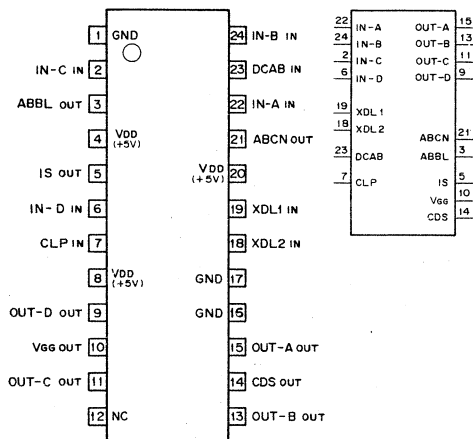 1 GND
24 IN-B IN
IN-C IN 2
23 DCAB IN
ABBL OUT 3
22 IN-A IN
4 VDD (+5V)
21 ABCN OUT
IS OUT 5
VDD (+5V) 20
IN-D IN 6
19 XDL1 IN
CLP IN 7
18 XDL2 IN
8 VDD (+5V)
GND 17
OUT-D OUT 9
GND 16
VGG OUT 10
15 OUT-A OUT
OUT-C OUT 11
14 CDS OUT
12 NC
13 OUT-B OUT
22 IN-A OUT-A 15
24 IN-B OUT-B 13
2 IN-C OUT-C 11
6 IN-D OUT-D 9
19 XDL1
18 XDL2
ABCN 21
23 DCAB ABBL 3
7 CLP IS 5
VGG 10
CDS 14